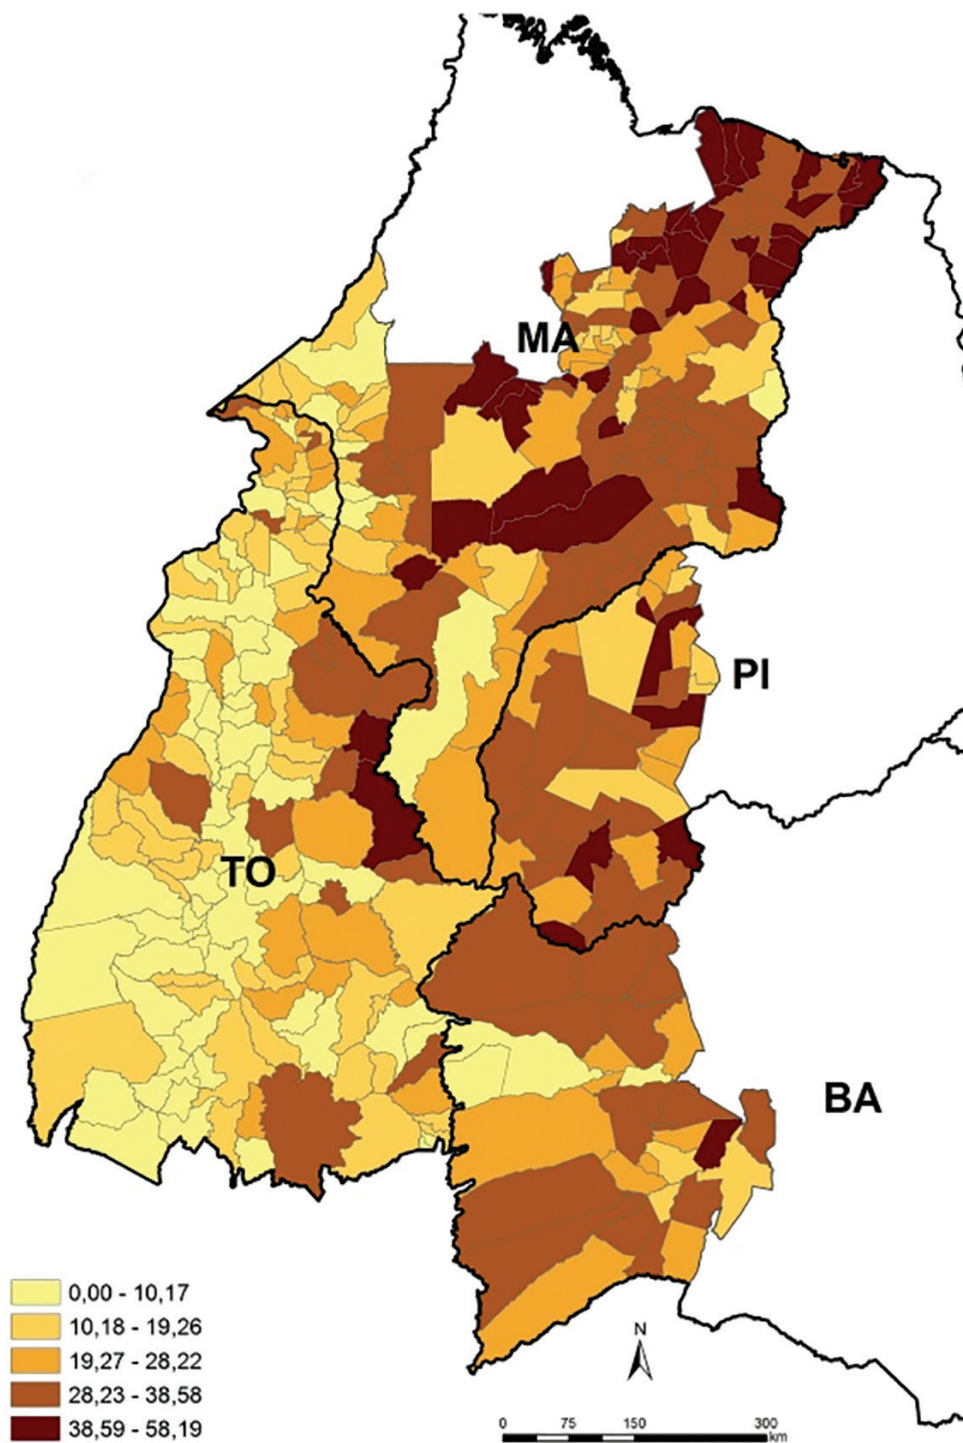 MA
PI
TO
BA
0,00 - 10,17
10,18 - 19,26
19,27 - 28,22
28,23 - 38,58
38,59 - 58,19
N
0 75 150 300
km